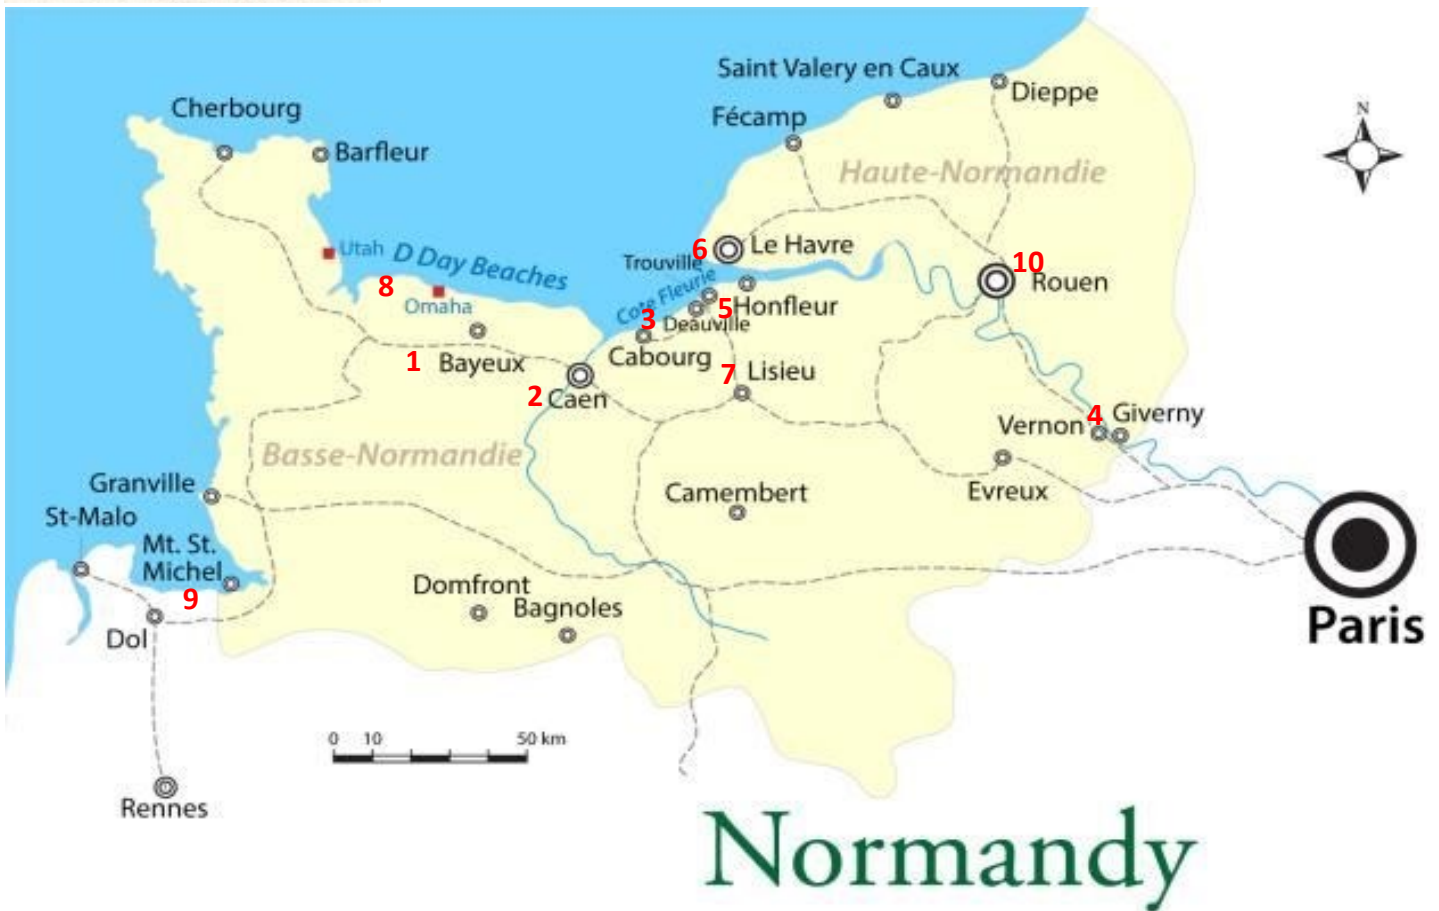 Saint Valery en Caux
Dieppe
Cherbourg
Fécamp
N
Barfleur
Haute-Normandie
Utah
D Day Beaches
6
Le Havre
Trouville
10
Rouen
8
Omaha
Cote Fleurie
5
Honfleur
3
Deauville
1
Bayeux
Cabourg
7
Lisieu
2
Caen
4
Giverny
Vernon
Basse-Normandie
Granville
Camembert
Evreux
St-Malo
Mt. St.
Michel
9
Domfront
Bagnoles
Dol
Paris
0 10 50 km
Rennes
Normandy